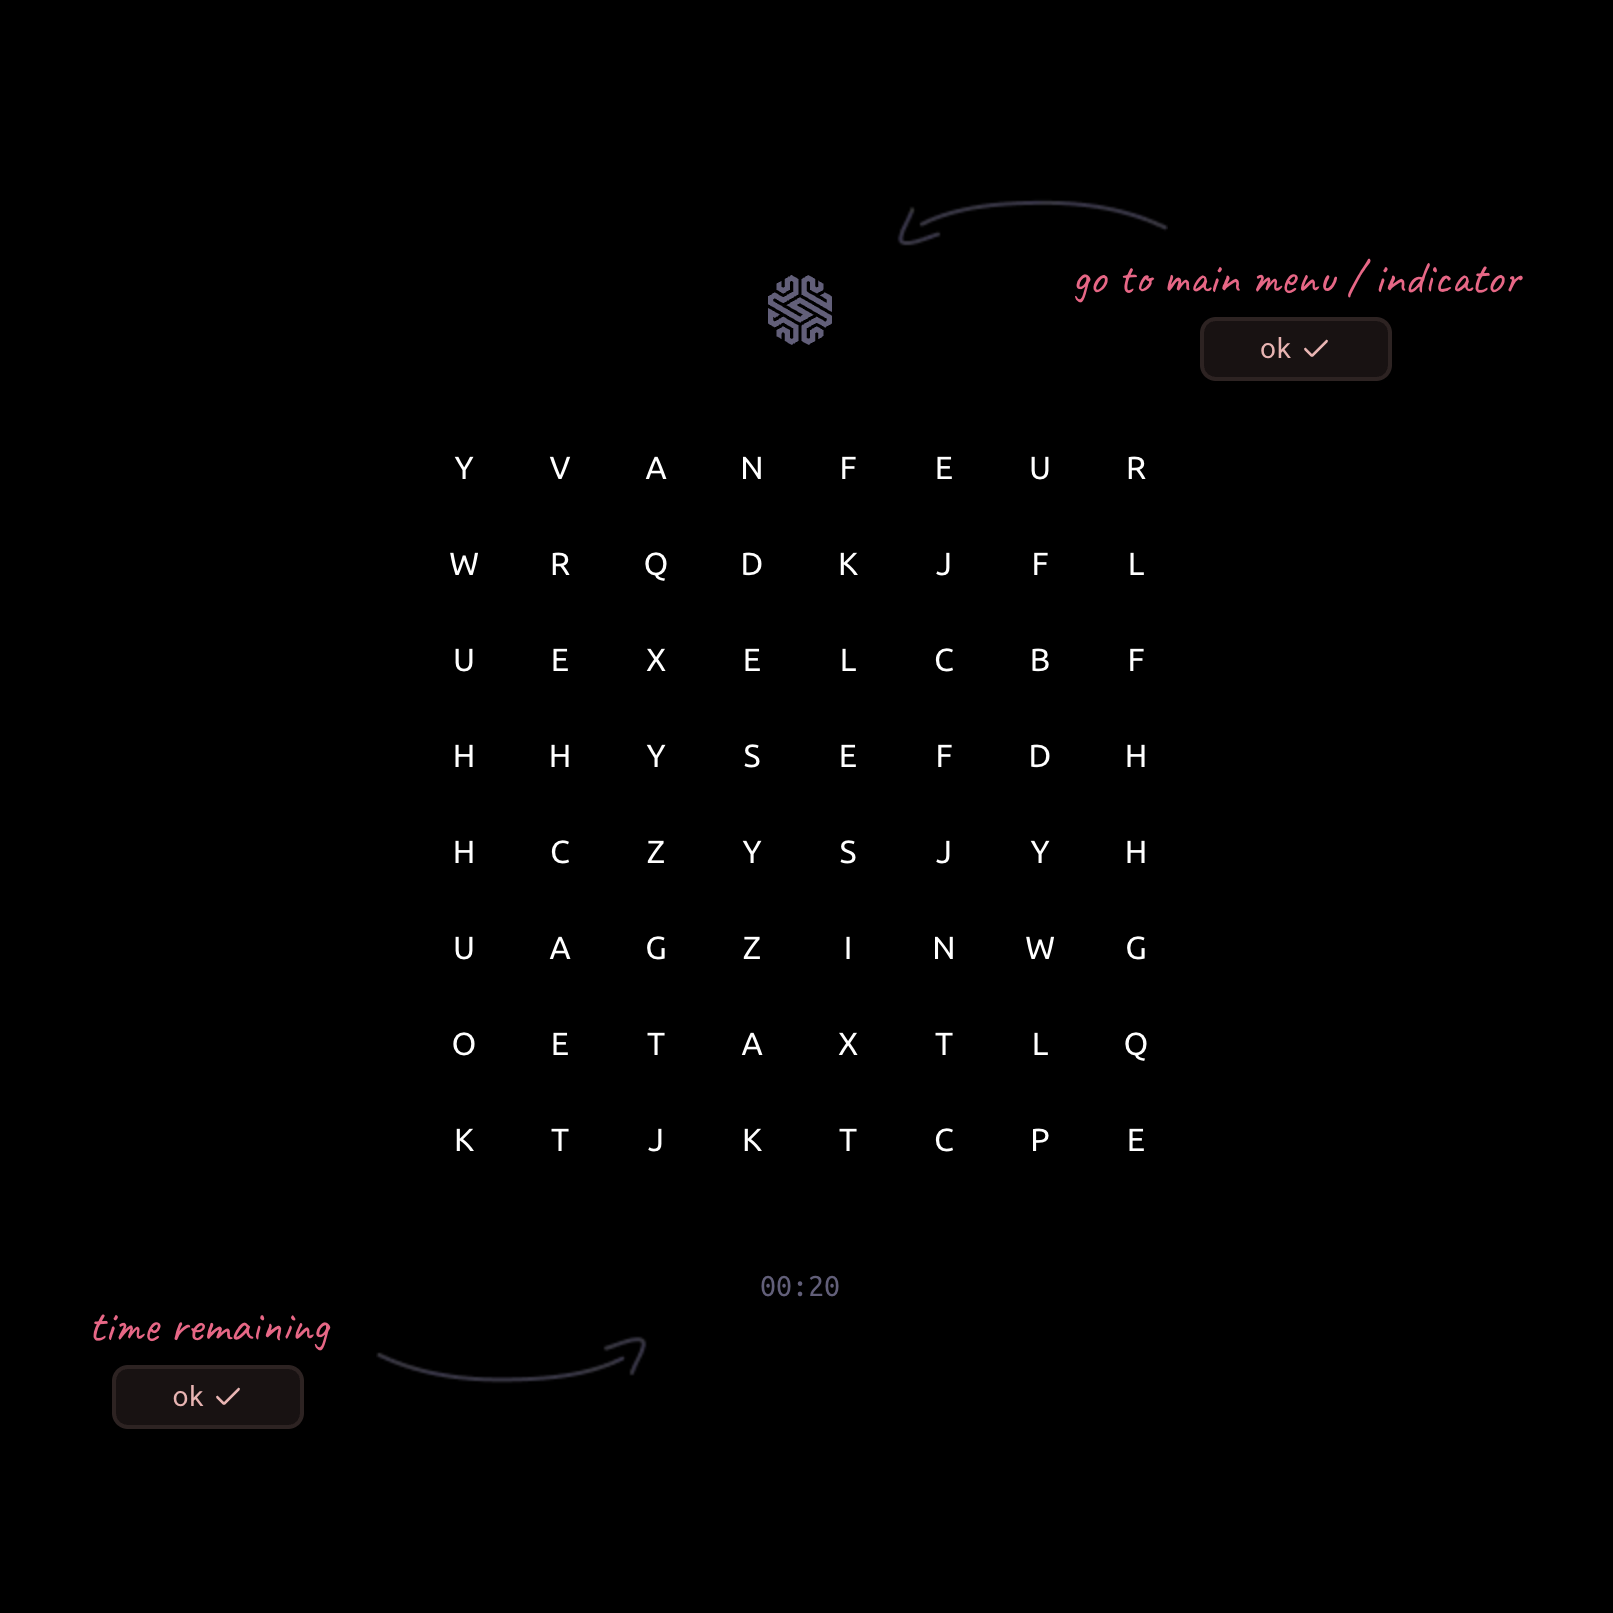 go to main menu / indicator
ok
Y V A N F E U R
W R Q D K J F L
U E X E L C B F
H H Y S E F D H
H C Z Y S J Y H
U A G Z I N W G
O E T A X T L Q
K T J K T C P E
00:20
time remaining
ok